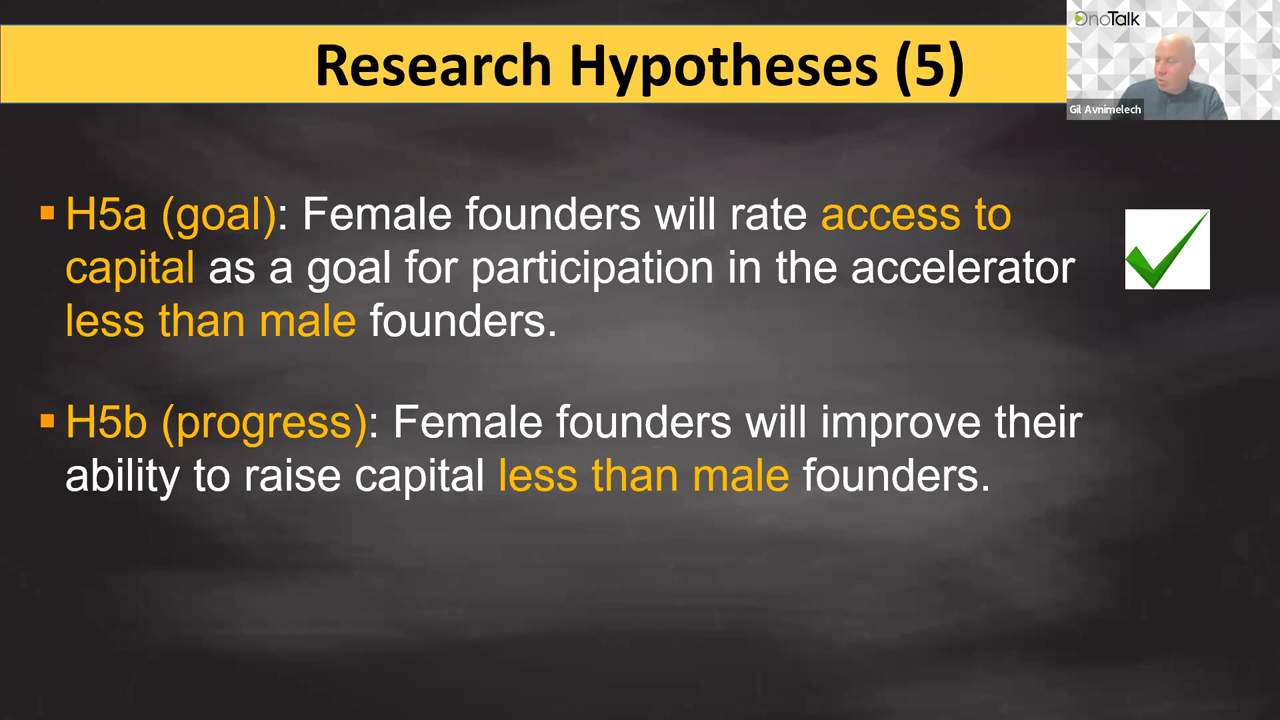 Research Hypotheses (5)
OnoTalk
Gil Avnimelech
▪ H5a (goal): Female founders will rate access to
capital as a goal for participation in the accelerator
less than male founders.
▪ H5b (progress): Female founders will improve their
ability to raise capital less than male founders.